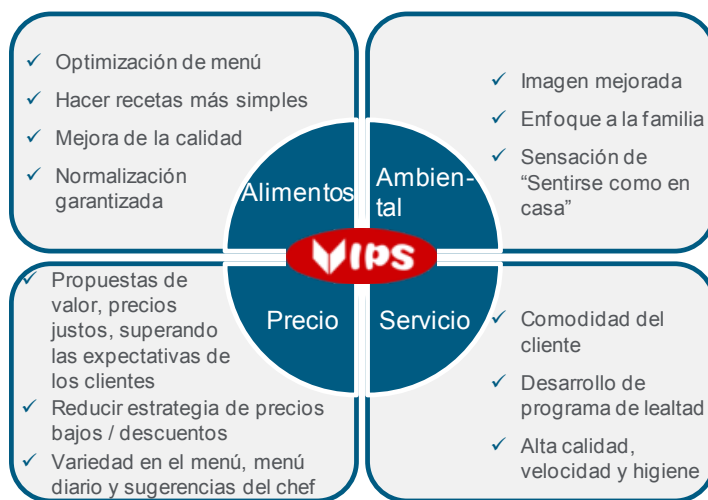 Optimización de menú
Hacer recetas más simples
Mejora de la calidad
Normalización
garantizada
Imagen mejorada
Enfoque a la familia
Sensación de
“Sentirse como en
casa”
Alimentos
Ambien-
tal
VIPS
Precio
Servicio
Propuestas de
valor, precios
justos, superando
las expectativas de
los clientes
Reducir estrategia de precios
bajos / descuentos
Variedad en el menú, menú
diario y sugerencias del chef
Comodidad del
cliente
Desarrollo de
programa de lealtad
Alta calidad,
velocidad y higiene